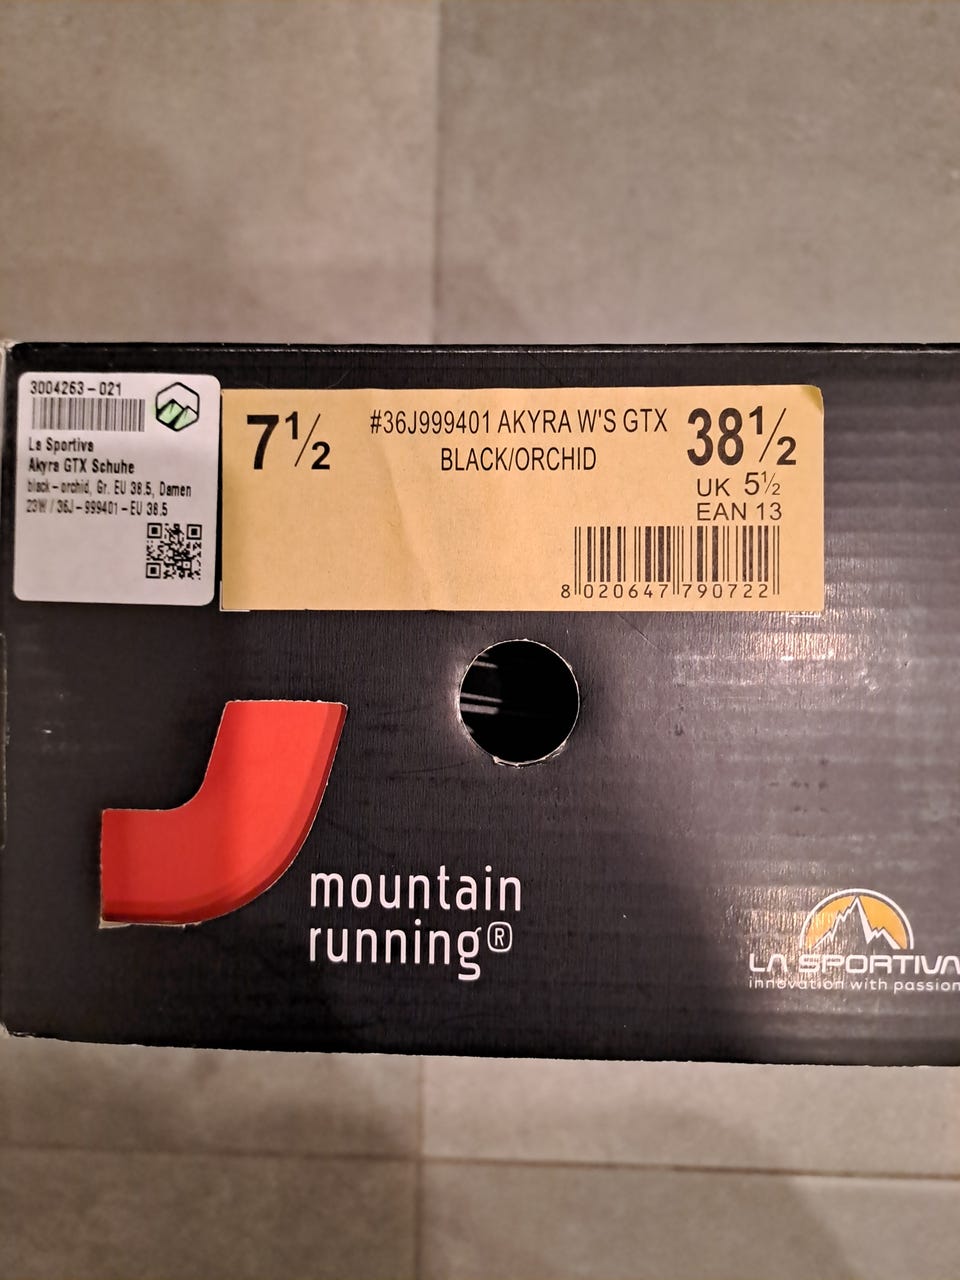 3004263-021
La Sportiva
Akyra GTX Schuhe
black-orchid, Gr. EU 38.5, Damen
23W / 36J-999401-EU 38.5
7½
#36J999401 AKYRA W'S GTX
BLACK/ORCHID
38½
UK 5½
EAN 13
8 020647 790722
mountain
running®
LA SPORTIVA
innovation with passion